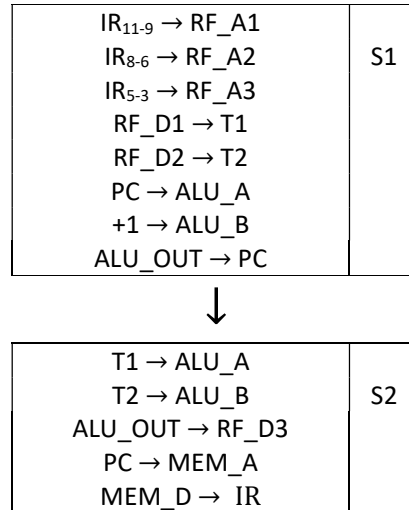 IR₁₁₋₉ → RF_A1
IR₈₋₆ → RF_A2 S1
IR₅₋₃ → RF_A3
RF_D1 → T1
RF_D2 → T2
PC → ALU_A
+1 → ALU_B
ALU_OUT → PC
↓
T1 → ALU_A
T2 → ALU_B S2
ALU_OUT → RF_D3
PC → MEM_A
MEM_D → IR